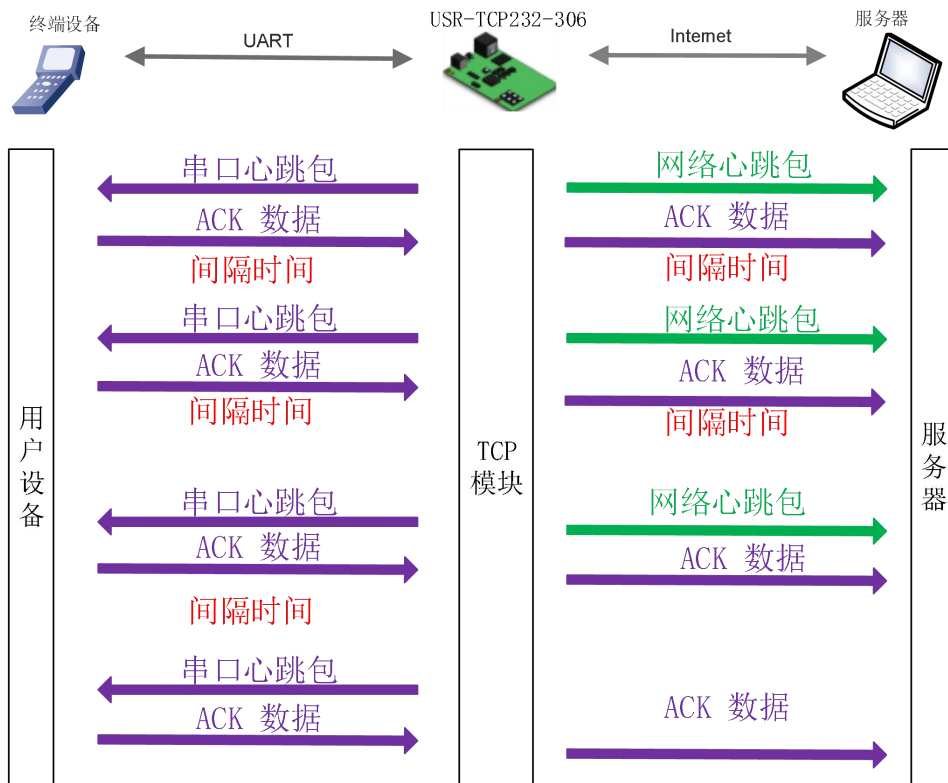 终端设备
UART
USR-TCP232-306
Internet
服务器
串口心跳包
网络心跳包
ACK 数据
ACK 数据
间隔时间
间隔时间
串口心跳包
网络心跳包
ACK 数据
ACK 数据
间隔时间
间隔时间
用户设备
TCP
模块
服务器
串口心跳包
网络心跳包
ACK 数据
ACK 数据
间隔时间
串口心跳包
ACK 数据
ACK 数据